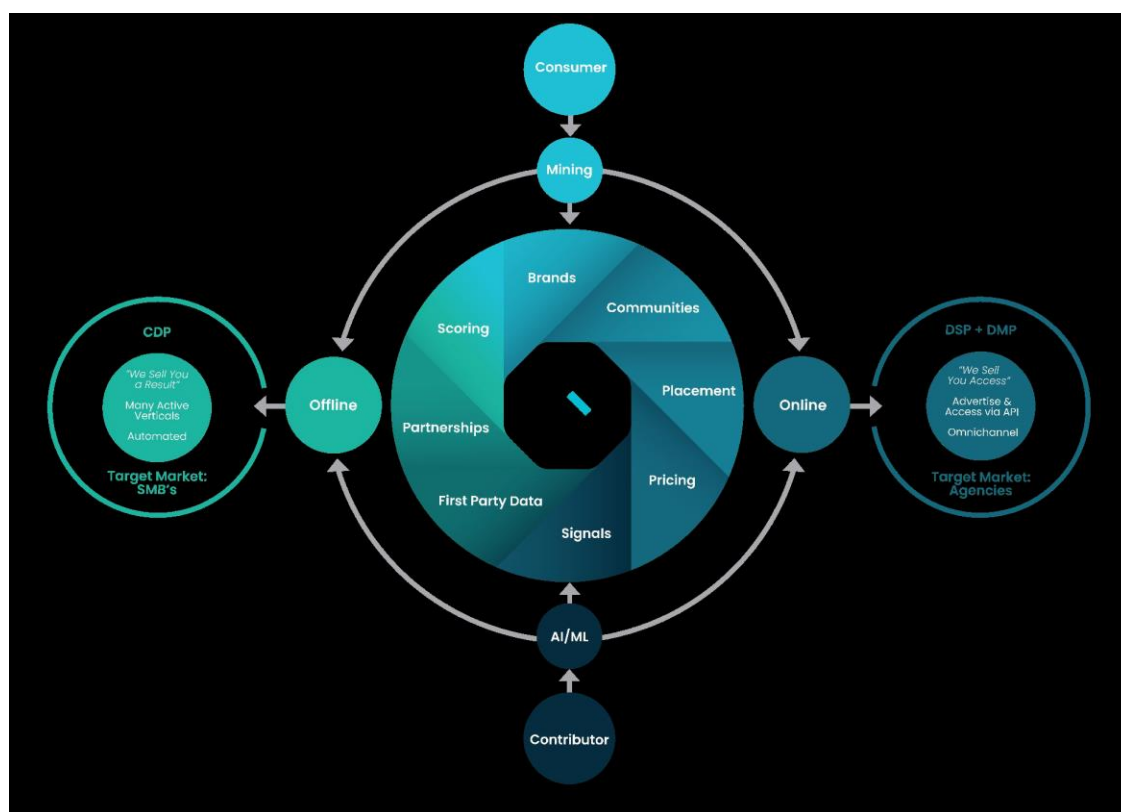 Consumer
Mining
Brands
Communities
Scoring
Placement
Partnerships
Pricing
First Party Data
Signals
CDP
"We Sell You
a Result"
Many Active
Verticals
Automated
Target Market:
SMB's
Offline
Online
DSP + DMP
"We Sell
You Access"
Advertise &
Access via API
Omnichannel
Target Market:
Agencies
AI/ML
Contributor